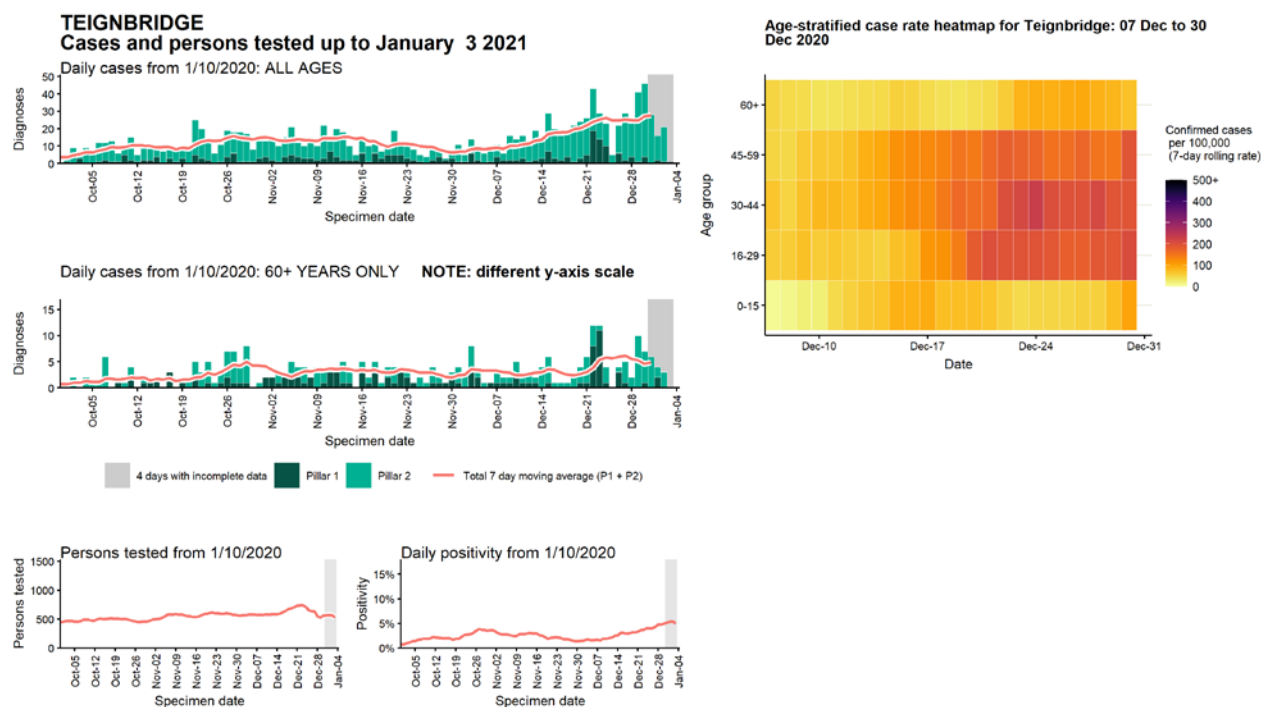 TEIGNBRIDGE
Cases and persons tested up to January  3 2021
Daily cases from 1/10/2020: ALL AGES
50
40
30
20
10
0
Diagnoses
Oct-05
Oct-12
Oct-19
Oct-26
Nov-02
Nov-09
Nov-16
Nov-23
Nov-30
Dec-07
Dec-14
Dec-21
Dec-28
Jan-04
Specimen date
Daily cases from 1/10/2020: 60+ YEARS ONLY NOTE: different y-axis scale
15
10
5
0
Diagnoses
Oct-05
Oct-12
Oct-19
Oct-26
Nov-02
Nov-09
Nov-16
Nov-23
Nov-30
Dec-07
Dec-14
Dec-21
Dec-28
Jan-04
Specimen date
4 days with incomplete data Pillar 1 Pillar 2 Total 7 day moving average (P1 + P2)
Persons tested from 1/10/2020
1500
1000
500
0
Persons tested
Oct-05
Oct-12
Oct-19
Oct-26
Nov-02
Nov-09
Nov-16
Nov-23
Nov-30
Dec-07
Dec-14
Dec-21
Dec-28
Jan-04
Specimen date
Daily positivity from 1/10/2020
15%
10%
5%
0%
Positivity
Oct-05
Oct-12
Oct-19
Oct-26
Nov-02
Nov-09
Nov-16
Nov-23
Nov-30
Dec-07
Dec-14
Dec-21
Dec-28
Jan-04
Specimen date
Age-stratified case rate heatmap for Teignbridge: 07 Dec to 30
Dec 2020
60+
45-59
30-44
16-29
0-15
Age group
Dec-10
Dec-17
Dec-24
Dec-31
Date
Confirmed cases
per 100,000
(7-day rolling rate)
500+
400
300
200
100
0